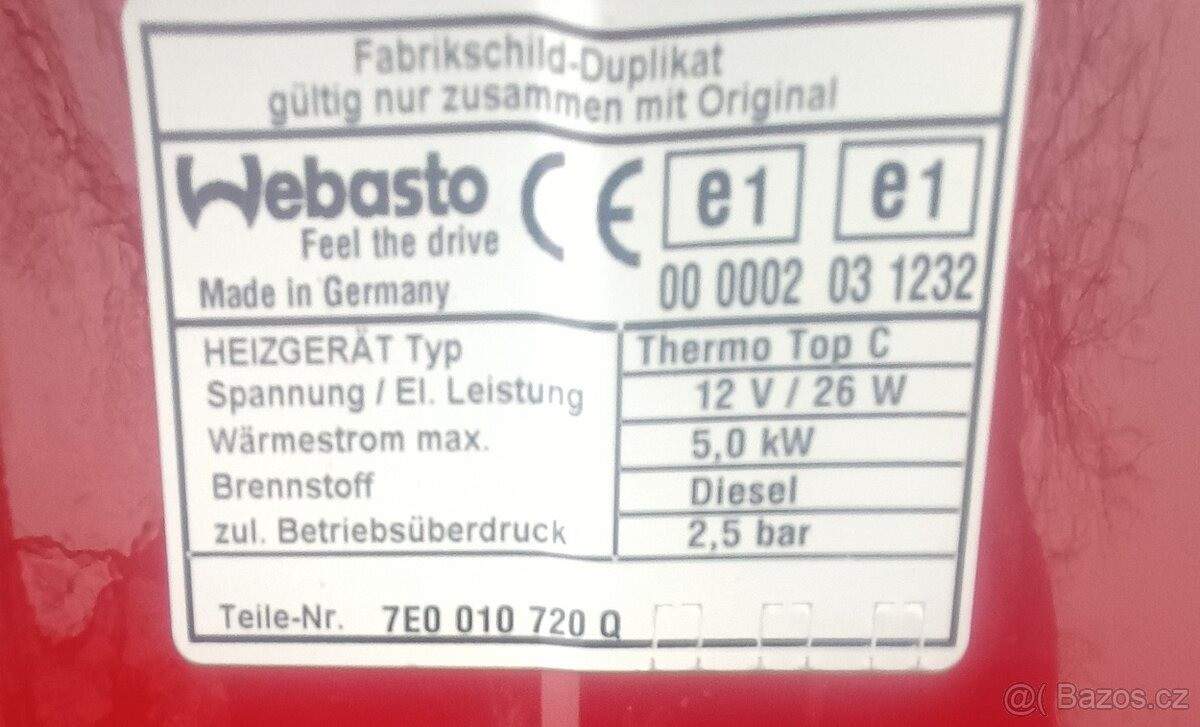 Fabrikschild-Duplikat
gültig nur zusammen mit Original
Webasto CE e1 e1
Feel the drive
Made in Germany 00 0002 03 1232
HEIZGERÄT Typ Thermo Top C
Spannung / El. Leistung 12 V / 26 W
Wärmestrom max. 5,0 kW
Brennstoff Diesel
zul. Betriebsüberdruck 2,5 bar
Teile-Nr. 7E0 010 720 Q
@( Bazos.cz